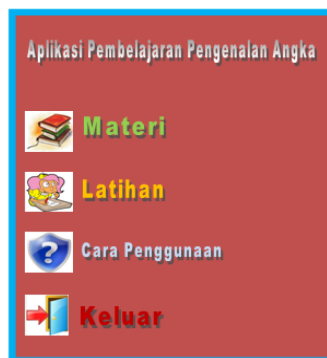 Aplikasi Pembelajaran Pengenalan Angka
Materi
Latihan
Cara Penggunaan
Keluar